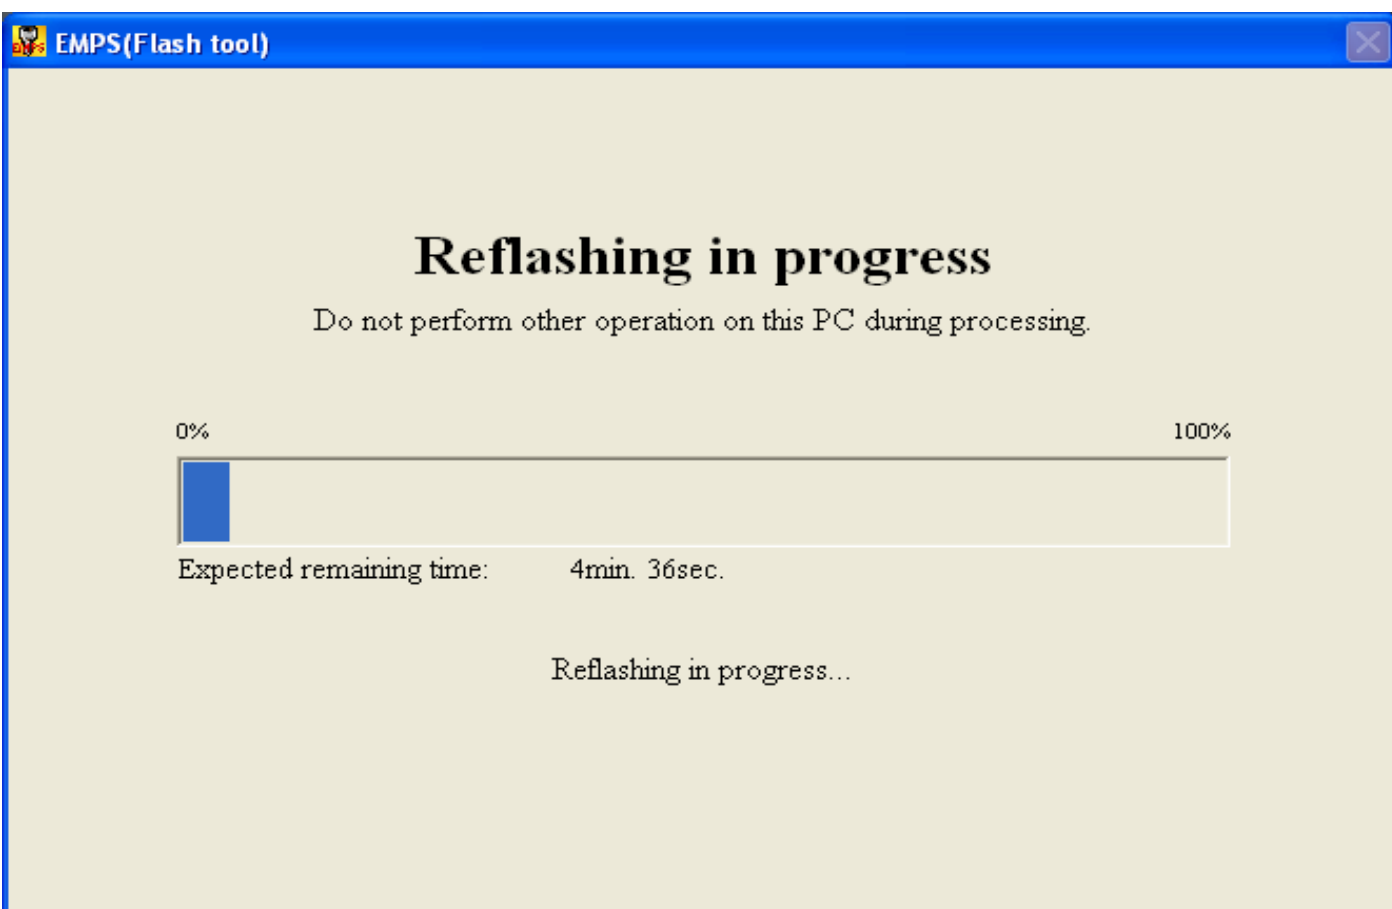 EMPS
EMPS(Flash tool)
Reflashing in progress
Do not perform other operation on this PC during processing.
0% 100%
Expected remaining time: 4min. 36sec.
Reflashing in progress...